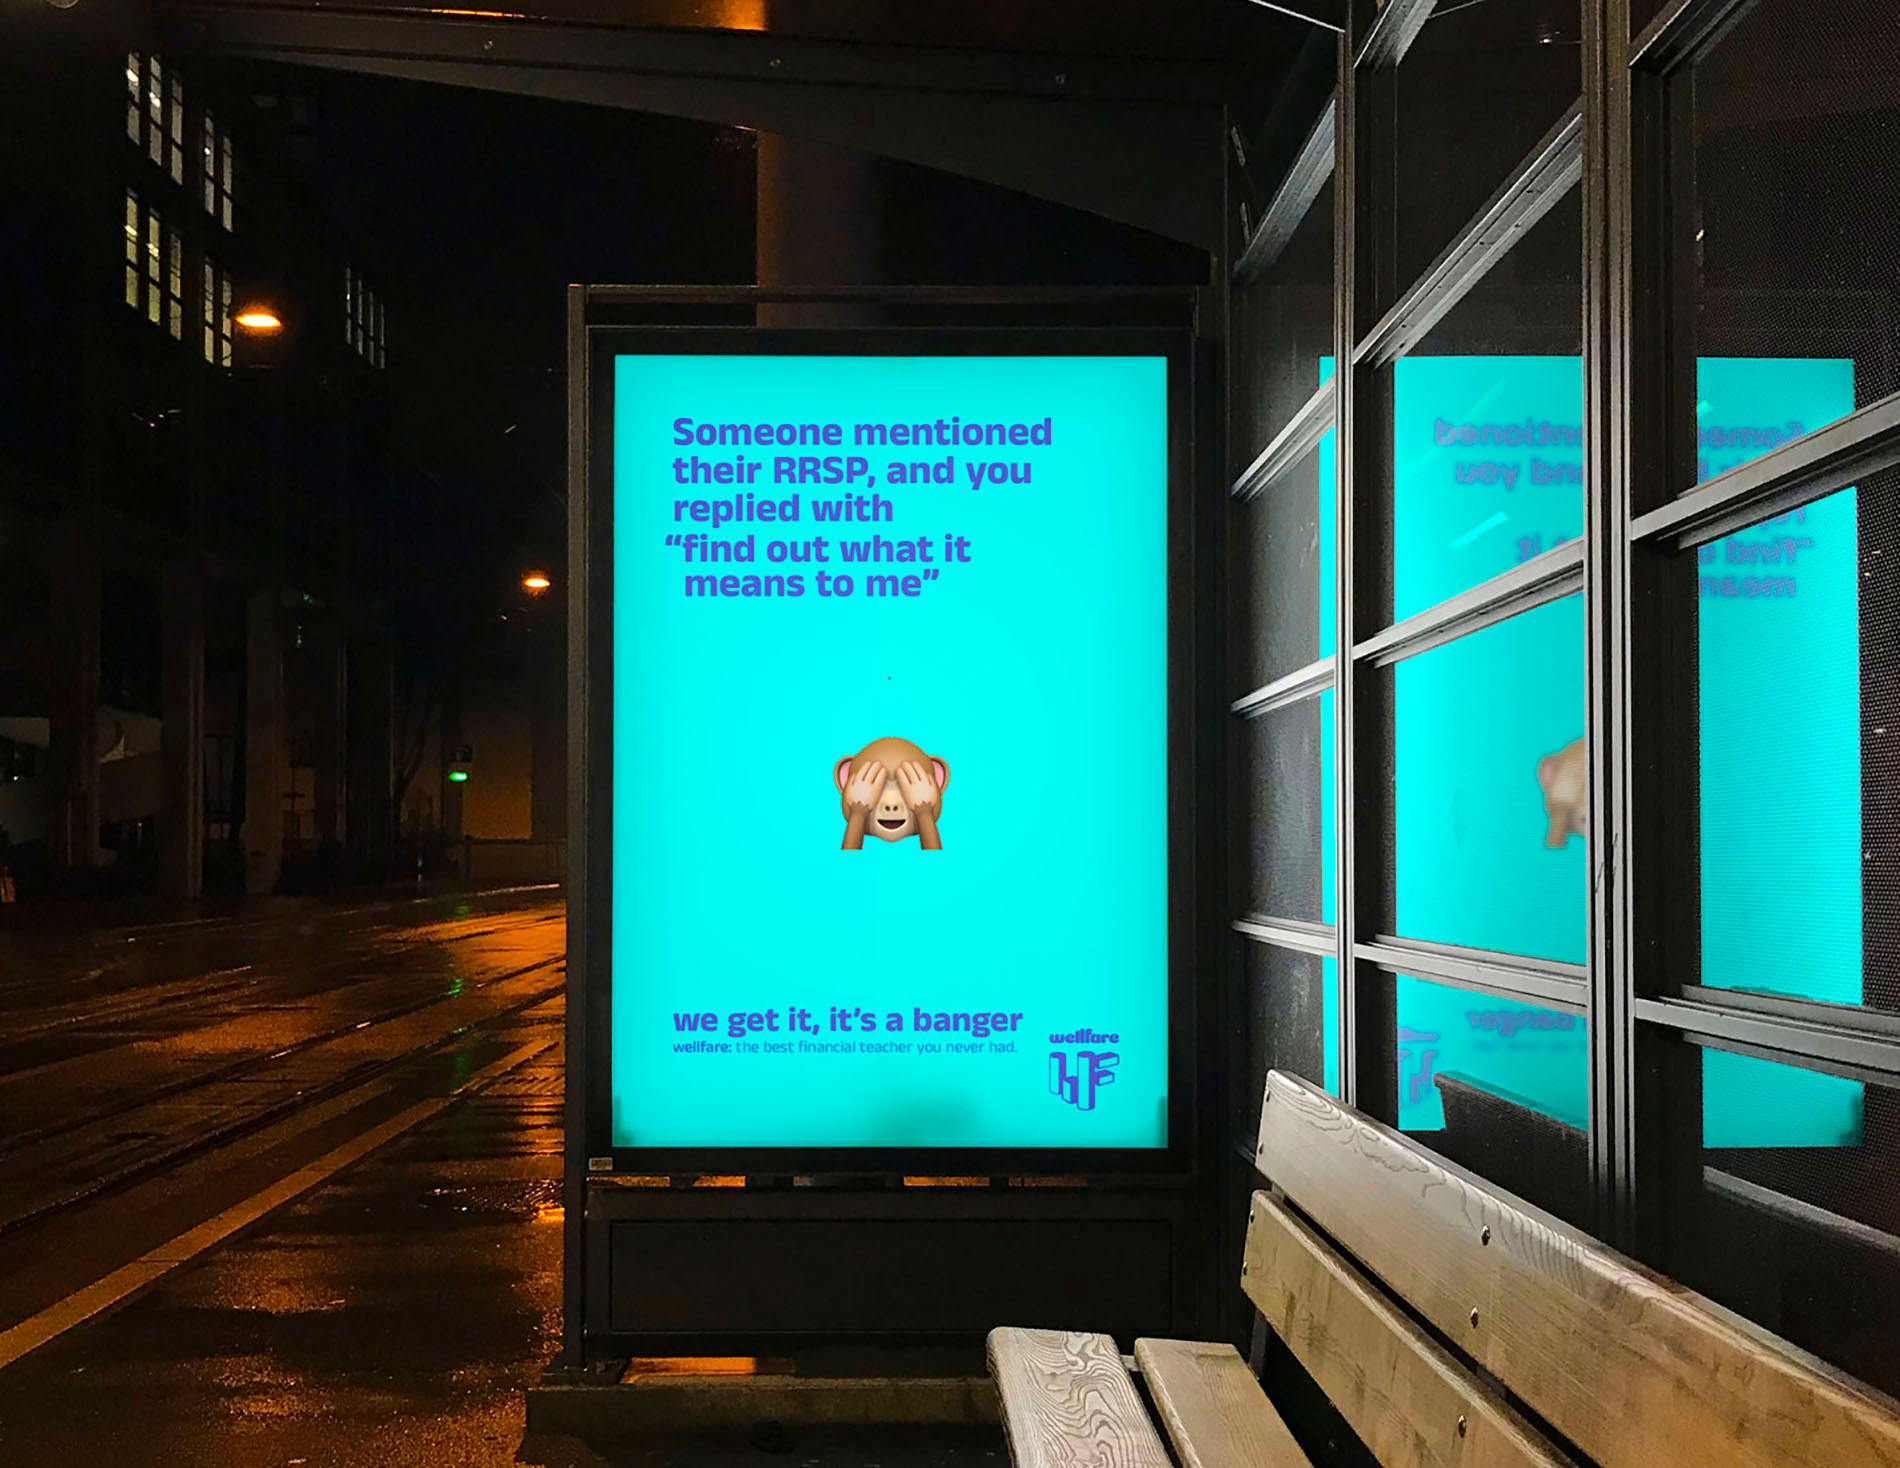 Someone mentioned
their RRSP, and you
replied with
“find out what it
means to me”
we get it, it’s a banger
wellfare: the best financial teacher you never had.
wellfare
WF